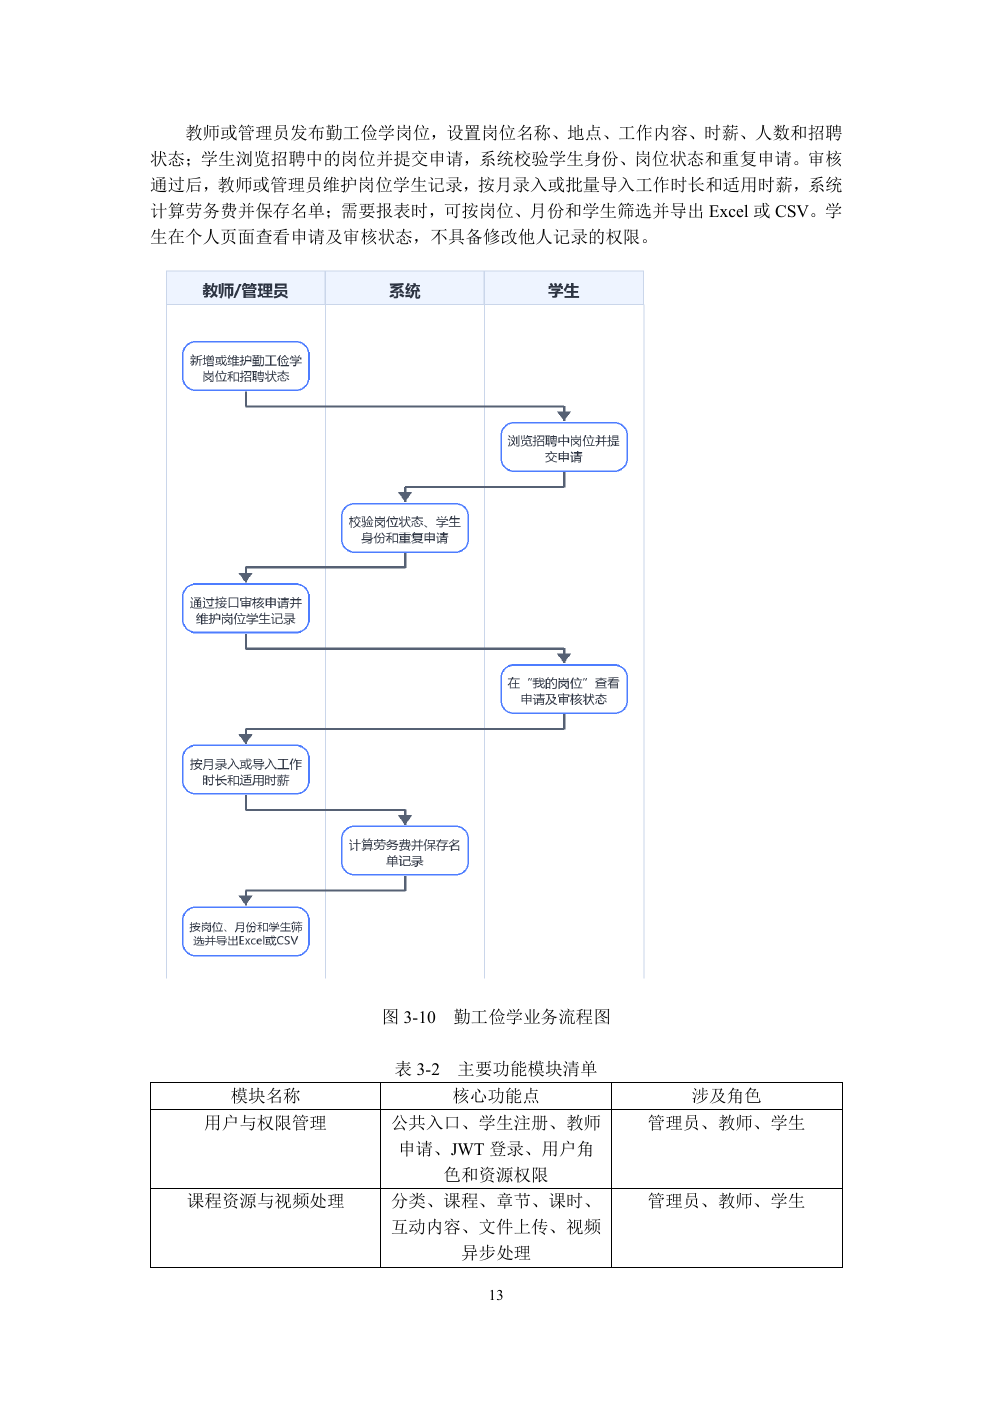 教师或管理员发布勤工俭学岗位，设置岗位名称、地点、工作内容、时薪、人数和招聘
状态；学生浏览招聘中的岗位并提交申请，系统校验学生身份、岗位状态和重复申请。审核
通过后，教师或管理员维护岗位学生记录，按月录入或批量导入工作时长和适用时薪，系统
计算劳务费并保存名单；需要报表时，可按岗位、月份和学生筛选并导出 Excel 或 CSV。学
生在个人页面查看申请及审核状态，不具备修改他人记录的权限。
教师/管理员 系统 学生
新增或维护勤工俭学
岗位和招聘状态
浏览招聘中岗位并提
交申请
校验岗位状态、学生
身份和重复申请
通过接口审核申请并
维护岗位学生记录
在“我的岗位”查看
申请及审核状态
按月录入或导入工作
时长和适用时薪
计算劳务费并保存名
单记录
按岗位、月份和学生筛
选并导出Excel或CSV
图 3-10 勤工俭学业务流程图
表 3-2 主要功能模块清单
模块名称 核心功能点 涉及角色
用户与权限管理 公共入口、学生注册、教师 管理员、教师、学生
申请、JWT 登录、用户角
色和资源权限
课程资源与视频处理 分类、课程、章节、课时、 管理员、教师、学生
互动内容、文件上传、视频
异步处理
13